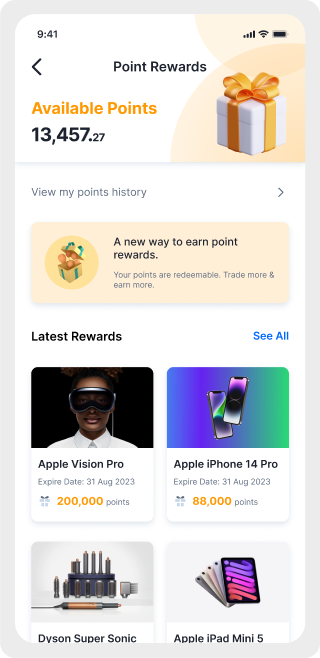 9:41
Point Rewards
Available Points
13,457.27
View my points history
A new way to earn point
rewards.
Your points are redeemable. Trade more &
earn more.
Latest Rewards
See All
Apple Vision Pro
Expire Date: 31 Aug 2023
200,000 points
Apple iPhone 14 Pro
Expire Date: 31 Aug 2023
88,000 points
Dyson Super Sonic
Apple iPad Mini 5